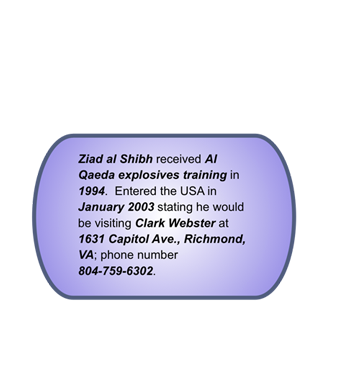 Ziad al Shibh received Al
Qaeda explosives training in
1994.  Entered the USA in
January 2003 stating he would
be visiting Clark Webster at
1631 Capitol Ave., Richmond,
VA; phone number
804-759-6302.